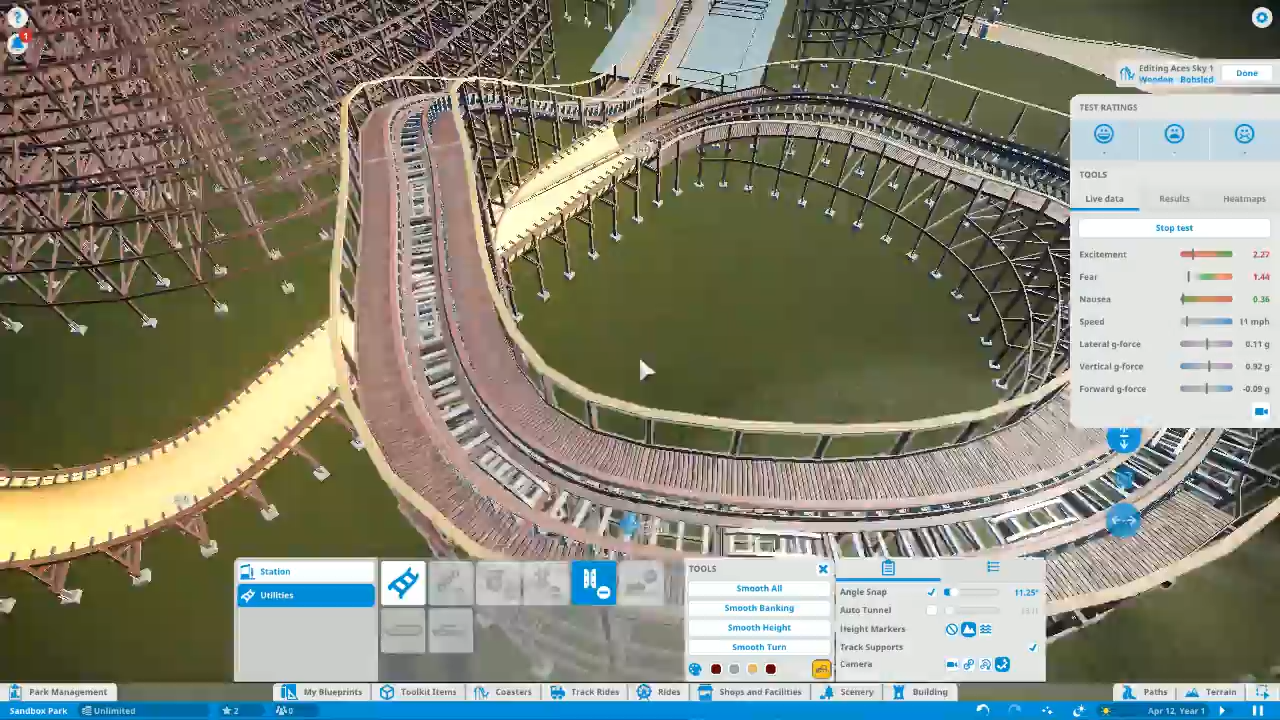 ?
1
Editing Aces Sky 1
Wooden Bobsled
Done
TEST RATINGS
- - -
TOOLS
Live data Results Heatmaps
Stop test
Excitement 2.27
Fear 1.44
Nausea 0.36
Speed 11 mph
Lateral g-force 0.11 g
Vertical g-force 0.92 g
Forward g-force -0.09 g
Station
Utilities
TOOLS
Smooth All
Smooth Banking
Smooth Height
Smooth Turn
Angle Snap 11.25°
Auto Tunnel
Height Markers
Track Supports
Camera
Park Management My Blueprints Toolkit Items Coasters Track Rides Rides Shops and Facilities Scenery Building Paths Terrain
Sandbox Park Unlimited 2 0 Apr 12, Year 1